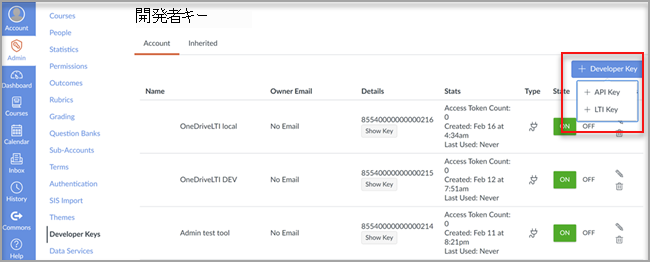 Account
Admin
Dashboard
Courses
Calendar
Inbox
History
Commons
Help
Courses
People
Statistics
Permissions
Outcomes
Rubrics
Grading
Question Banks
Sub-Accounts
Terms
Authentication
SIS Import
Themes
Developer Keys
Data Services
開発者キー
Account Inherited
+ Developer Key
+ API Key
+ LTI Key
Name Owner Email Details Stats Type State
OneDriveLTI local No Email 85540000000000216
Show Key
Access Token Count:
0
Created: Feb 16 at
4:34am
Last Used: Never
ON OFF
OneDriveLTI DEV No Email 85540000000000215
Show Key
Access Token Count:
0
Created: Feb 12 at
7:51am
Last Used: Never
ON OFF
Admin test tool No Email 85540000000000214
Show Key
Access Token Count:
0
Created: Feb 11 at
8:21pm
Last Used: Never
ON OFF